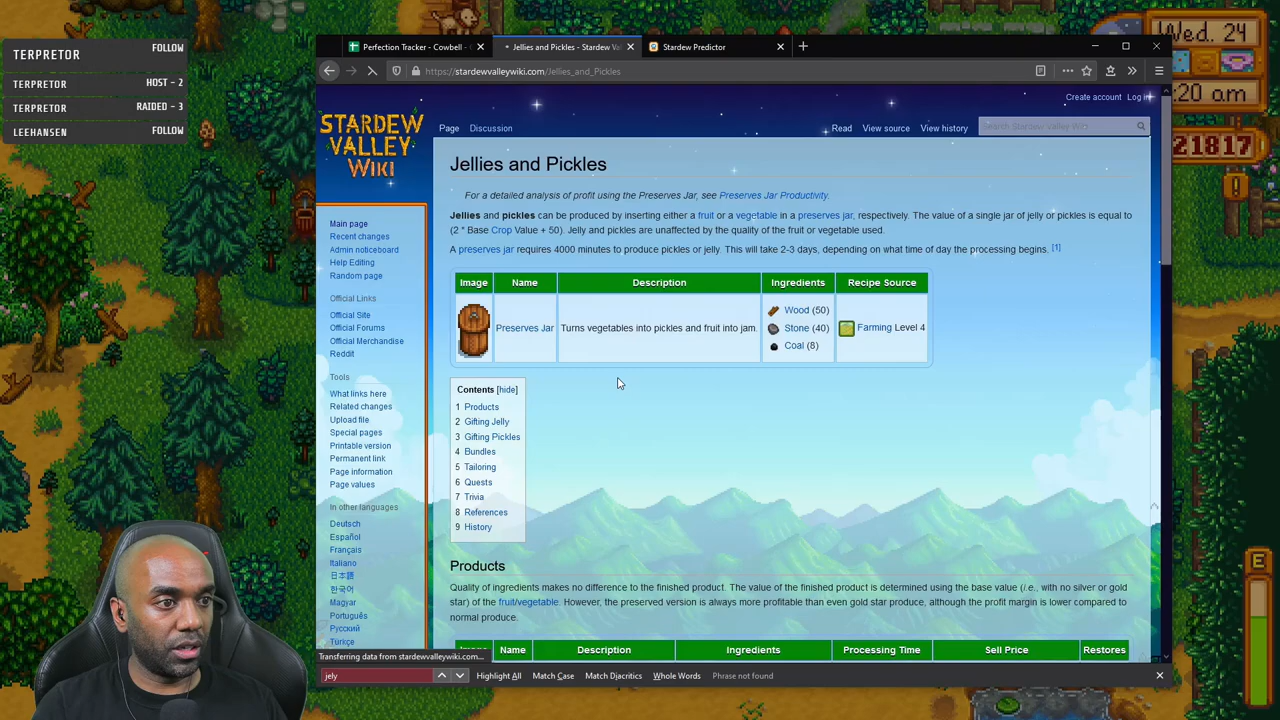 TERPRETOR FOLLOW
TERPRETOR HOST - 2
TERPRETOR RAIDED - 3
LEEHANSEN FOLLOW
Perfection Tracker - Cowbell -
Jellies and Pickles - Stardew Va
Stardew Predictor
https://stardewvalleywiki.com/Jellies_and_Pickles
Wed. 24
:20 a.m
21817
STARDEW
VALLEY
WIKI
Create account Log in
Page Discussion
Read View source View history
Search Stardew Valley Wiki
Main page
Recent changes
Admin noticeboard
Help Editing
Random page
Official Links
Official Site
Official Forums
Official Merchandise
Reddit
Tools
What links here
Related changes
Upload file
Special pages
Printable version
Permanent link
Page information
Page values
In other languages
Deutsch
Español
Français
Italiano
日本語
한국어
Magyar
Português
Русский
Türkçe
Jellies and Pickles
For a detailed analysis of profit using the Preserves Jar, see Preserves Jar Productivity.
Jellies and pickles can be produced by inserting either a fruit or a vegetable in a preserves jar, respectively. The value of a single jar of jelly or pickles is equal to
(2 * Base Crop Value + 50). Jelly and pickles are unaffected by the quality of the fruit or vegetable used.
A preserves jar requires 4000 minutes to produce pickles or jelly. This will take 2-3 days, depending on what time of day the processing begins. [1]
Image Name Description Ingredients Recipe Source
Preserves Jar Turns vegetables into pickles and fruit into jam. Wood (50) Stone (40) Coal (8) Farming Level 4
Contents [hide]
1 Products
2 Gifting Jelly
3 Gifting Pickles
4 Bundles
5 Tailoring
6 Quests
7 Trivia
8 References
9 History
Products
Quality of ingredients makes no difference to the finished product. The value of the finished product is determined using the base value (i.e., with no silver or gold
star) of the fruit/vegetable. However, the preserved version is always more profitable than even gold star produce, although the profit margin is lower compared to
normal produce.
Image Name Description Ingredients Processing Time Sell Price Restores
Transferring data from stardewvalleywiki.com...
jely
Highlight All Match Case Match Diacritics Whole Words Phrase not found
E